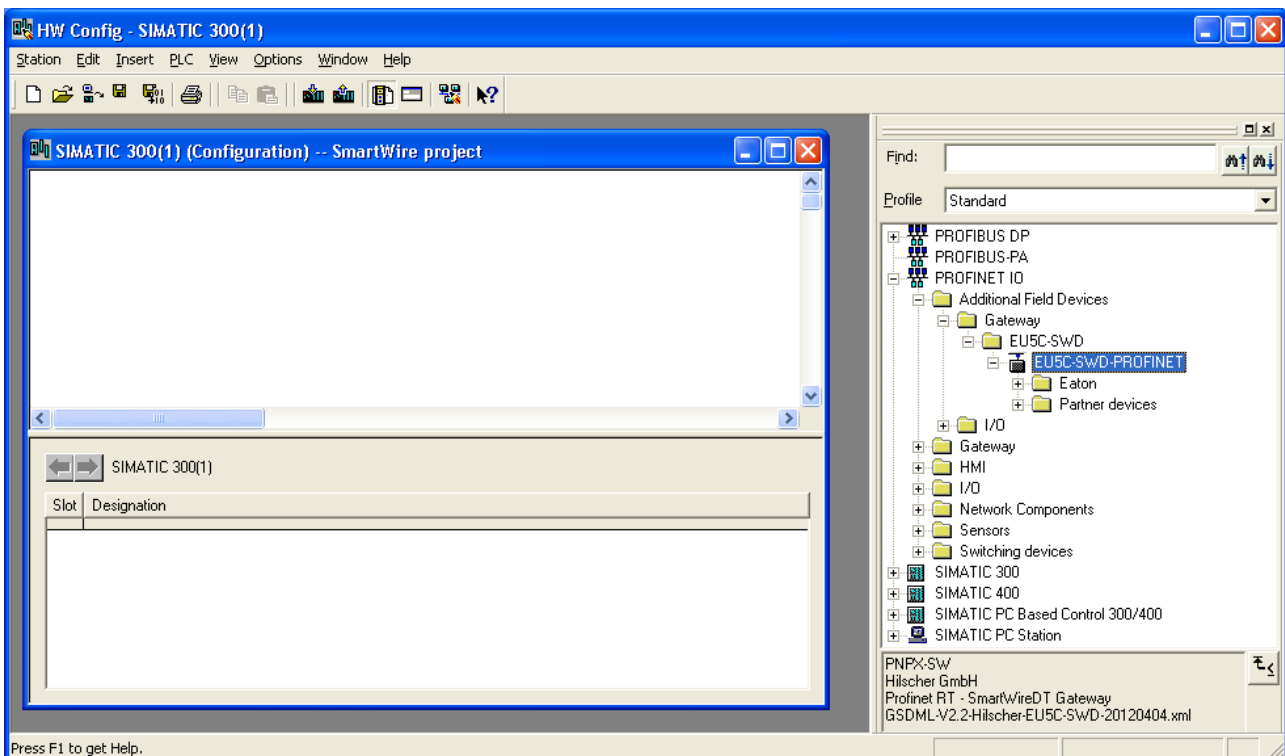 HW Config - SIMATIC 300(1)
Station Edit Insert PLC View Options Window Help
SIMATIC 300(1) (Configuration) -- SmartWire project
SIMATIC 300(1)
Slot Designation
Find:
Profile Standard
PROFIBUS DP
PROFIBUS-PA
PROFINET IO
Additional Field Devices
Gateway
EU5C-SWD
EU5C-SWD-PROFINET
Eaton
Partner devices
I/O
Gateway
HMI
I/O
Network Components
Sensors
Switching devices
SIMATIC 300
SIMATIC 400
SIMATIC PC Based Control 300/400
SIMATIC PC Station
PNPX-SW
Hilscher GmbH
Profinet RT - SmartWireDT Gateway
GSDML-V2.2-Hilscher-EU5C-SWD-20120404.xml
Press F1 to get Help.